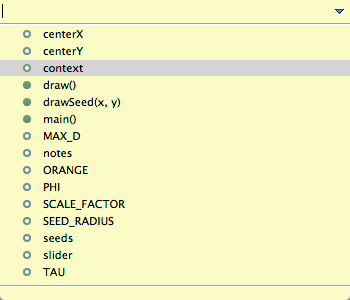 centerX
centerY
context
draw()
drawSeed(x, y)
main()
MAX_D
notes
ORANGE
PHI
SCALE_FACTOR
SEED_RADIUS
seeds
slider
TAU